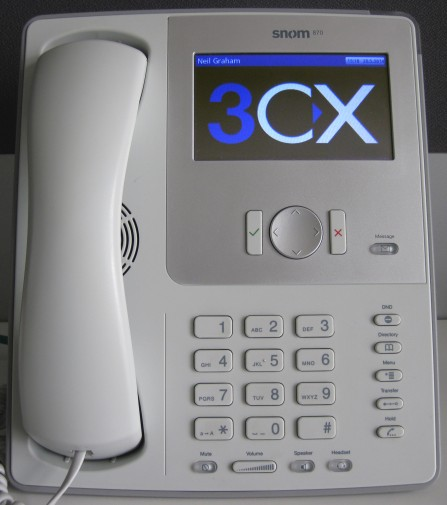 snom 870
Neil Graham
3CX
Message
1 ABC 2 DEF 3
GHI 4 JKL 5 MNO 6
PQRS 7 TUV 8 WXYZ 9
* 0 #
DND
Directory
Menu
Transfer
Hold
Mute Volume Speaker Headset